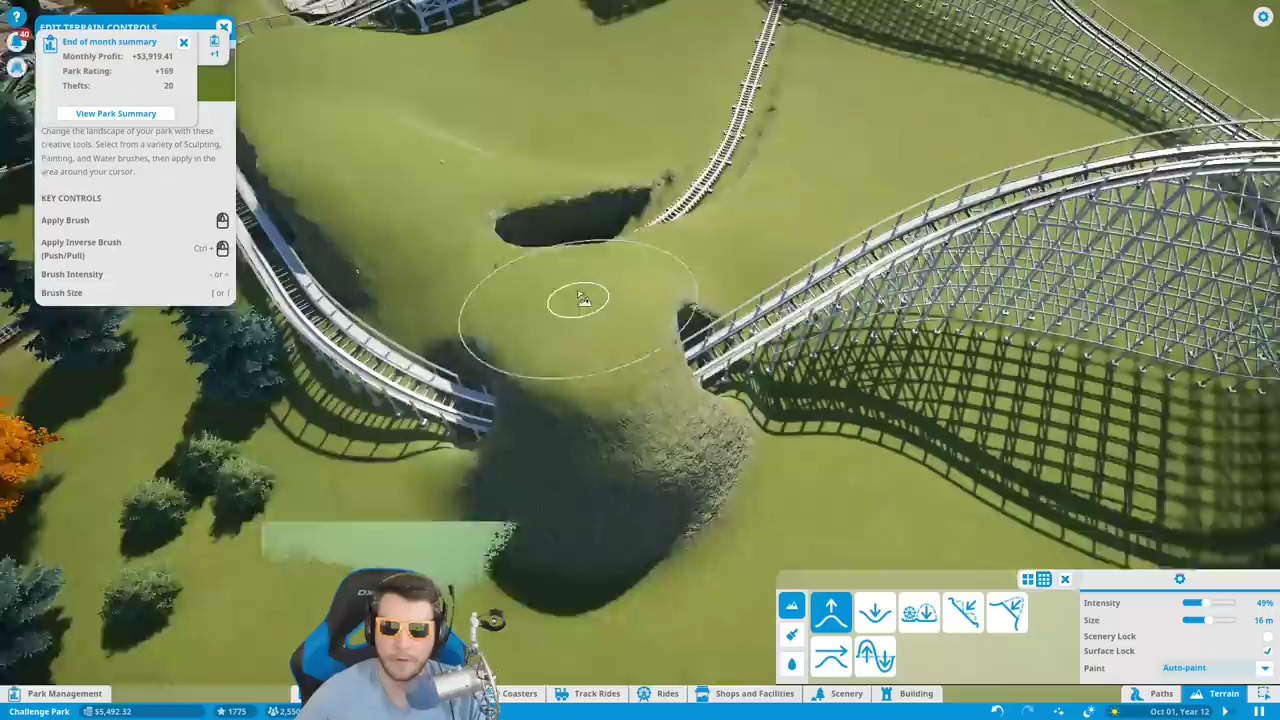 EDIT TERRAIN CONTROLS
40
End of month summary
+1
Monthly Profit: +$3,919.41
Park Rating: +169
Thefts: 20
View Park Summary
Change the landscape of your park with these
creative tools. Select from a variety of Sculpting,
Painting, and Water brushes, then apply in the
area around your cursor.
KEY CONTROLS
Apply Brush
Apply Inverse Brush Ctrl +
(Push/Pull)
Brush Intensity - or =
Brush Size [ or ]
Intensity 49%
Size 16 m
Scenery Lock
Surface Lock
Paint Auto-paint
Park Management
Coasters
Track Rides
Rides
Shops and Facilities
Scenery
Building
Paths
Terrain
Challenge Park
$5,492.32
1775
2,550
Oct 01, Year 12